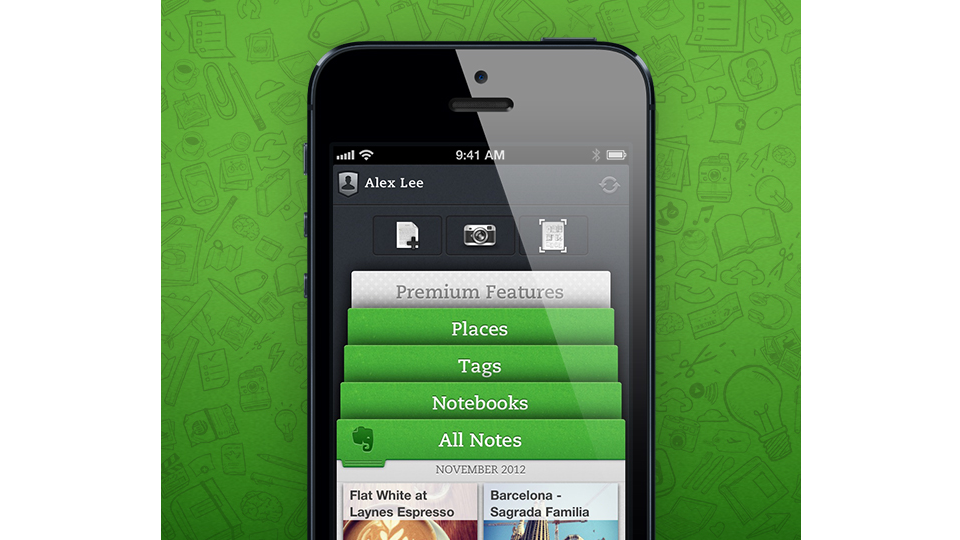 9:41 AM
Alex Lee
Premium Features
Places
Tags
Notebooks
All Notes
NOVEMBER 2012
Flat White at
Laynes Espresso
Barcelona -
Sagrada Familia